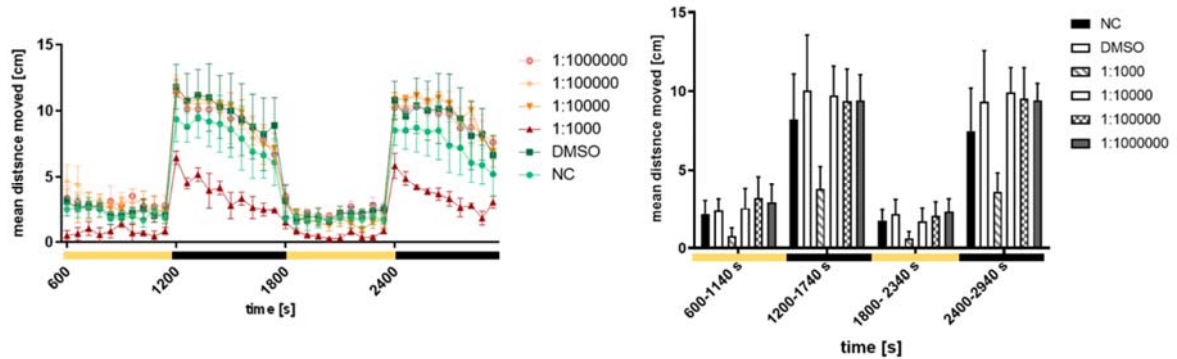 mean distsnce moved [cm]
15
10
5
0
600
1200
1800
2400
time [s]
1:1000000
1:100000
1:10000
1:1000
DMSO
NC
mean distsnce moved [cm]
15
10
5
0
600-1140 s
1200-1740 s
1800- 2340 s
2400-2940 s
time [s]
NC
DMSO
1:1000
1:10000
1:100000
1:1000000